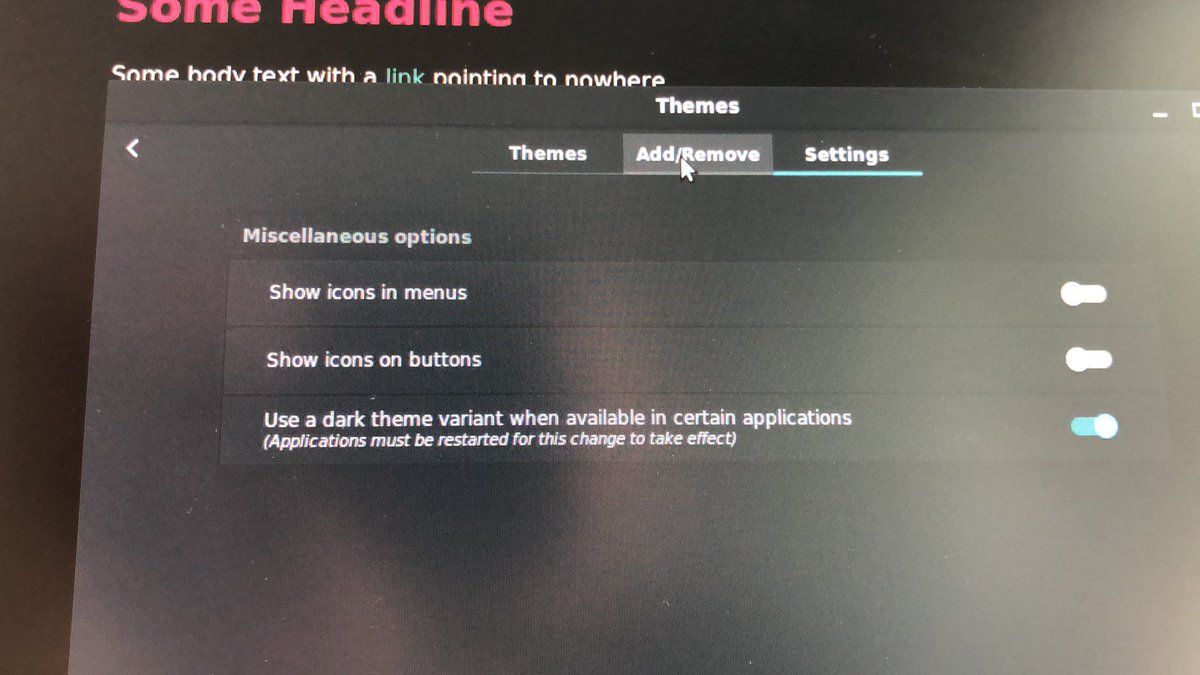 Some Headline
Some body text with a link pointing to nowhere
Themes
Themes Add/Remove Settings
Miscellaneous options
Show icons in menus
Show icons on buttons
Use a dark theme variant when available in certain applications
(Applications must be restarted for this change to take effect)